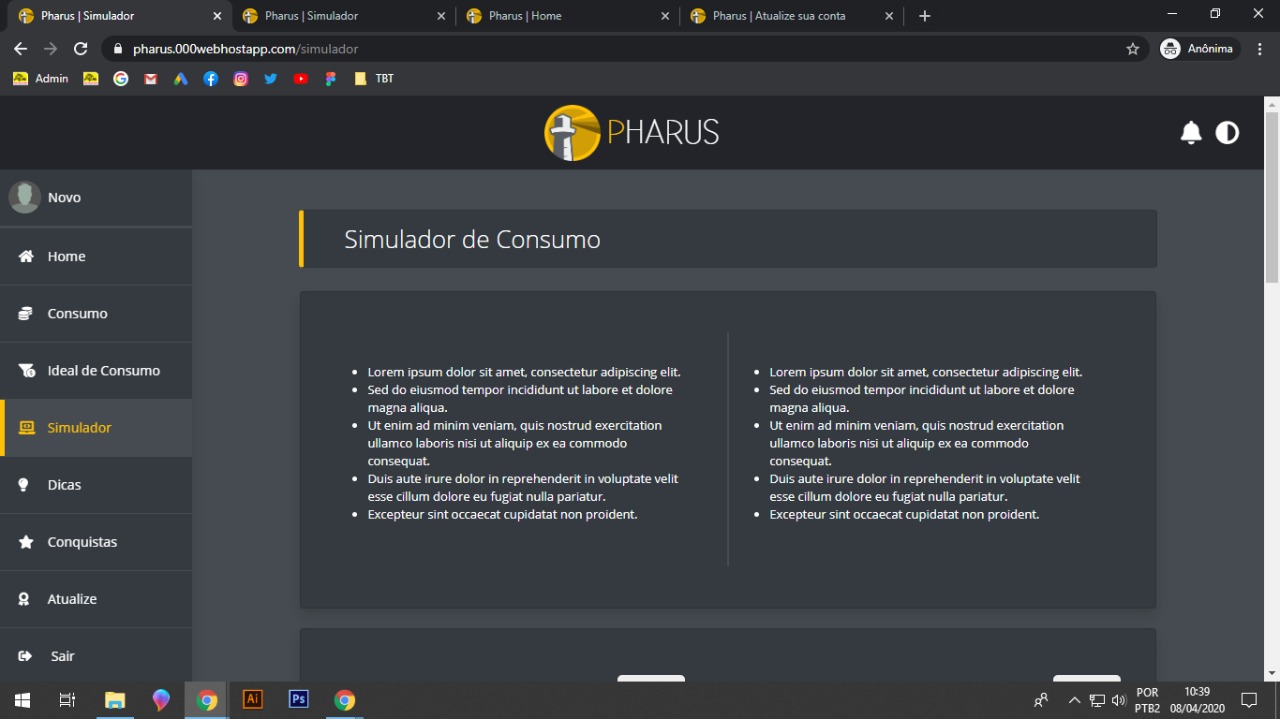 Pharus | Simulador
Pharus | Simulador
Pharus | Home
Pharus | Atualize sua conta
pharus.000webhostapp.com/simulador
Anônima
Admin
TBT
PHARUS
Novo
Home
Consumo
Ideal de Consumo
Simulador
Dicas
Conquistas
Atualize
Sair
Simulador de Consumo
Lorem ipsum dolor sit amet, consectetur adipiscing elit.
Sed do eiusmod tempor incididunt ut labore et dolore
magna aliqua.
Ut enim ad minim veniam, quis nostrud exercitation
ullamco laboris nisi ut aliquip ex ea commodo
consequat.
Duis aute irure dolor in reprehenderit in voluptate velit
esse cillum dolore eu fugiat nulla pariatur.
Excepteur sint occaecat cupidatat non proident.
Lorem ipsum dolor sit amet, consectetur adipiscing elit.
Sed do eiusmod tempor incididunt ut labore et dolore
magna aliqua.
Ut enim ad minim veniam, quis nostrud exercitation
ullamco laboris nisi ut aliquip ex ea commodo
consequat.
Duis aute irure dolor in reprehenderit in voluptate velit
esse cillum dolore eu fugiat nulla pariatur.
Excepteur sint occaecat cupidatat non proident.
Ai
Ps
POR
PTB2
10:39
08/04/2020